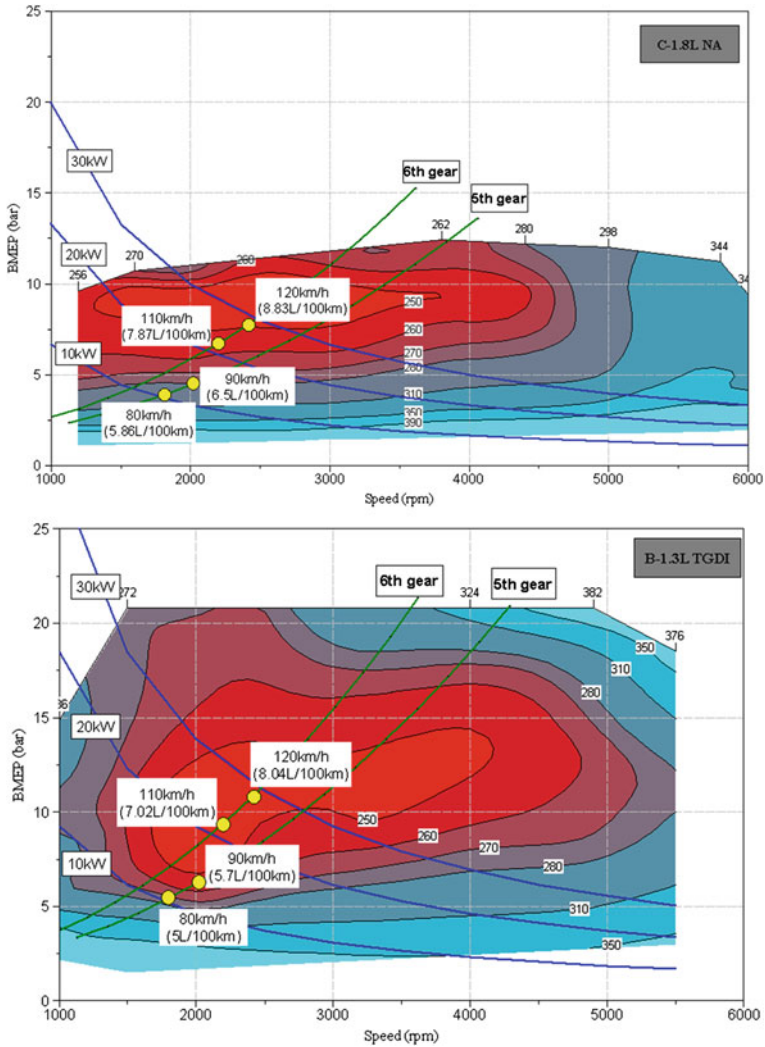 25
C-1.8L NA
20
30kW
6th gear
5th gear
15
BMEP (bar)
20kW
256
270
260
262
280
298
344
10
120km/h
(8.83L/100km)
250
110km/h
(7.87L/100km)
260
270
280
10kW
5
90km/h
(6.5L/100km)
310
80km/h
(5.86L/100km)
350
390
0
1000
2000
3000
4000
5000
6000
Speed (rpm)
25
B-1.3L TGDI
30kW
272
6th gear
324
5th gear
382
376
20
350
310
280
15
BMEP (bar)
20kW
120km/h
(8.04L/100km)
110km/h
(7.02L/100km)
10
250
260
270
10kW
90km/h
(5.7L/100km)
280
5
310
80km/h
(5L/100km)
350
0
1000
2000
3000
4000
5000
6000
Speed (rpm)